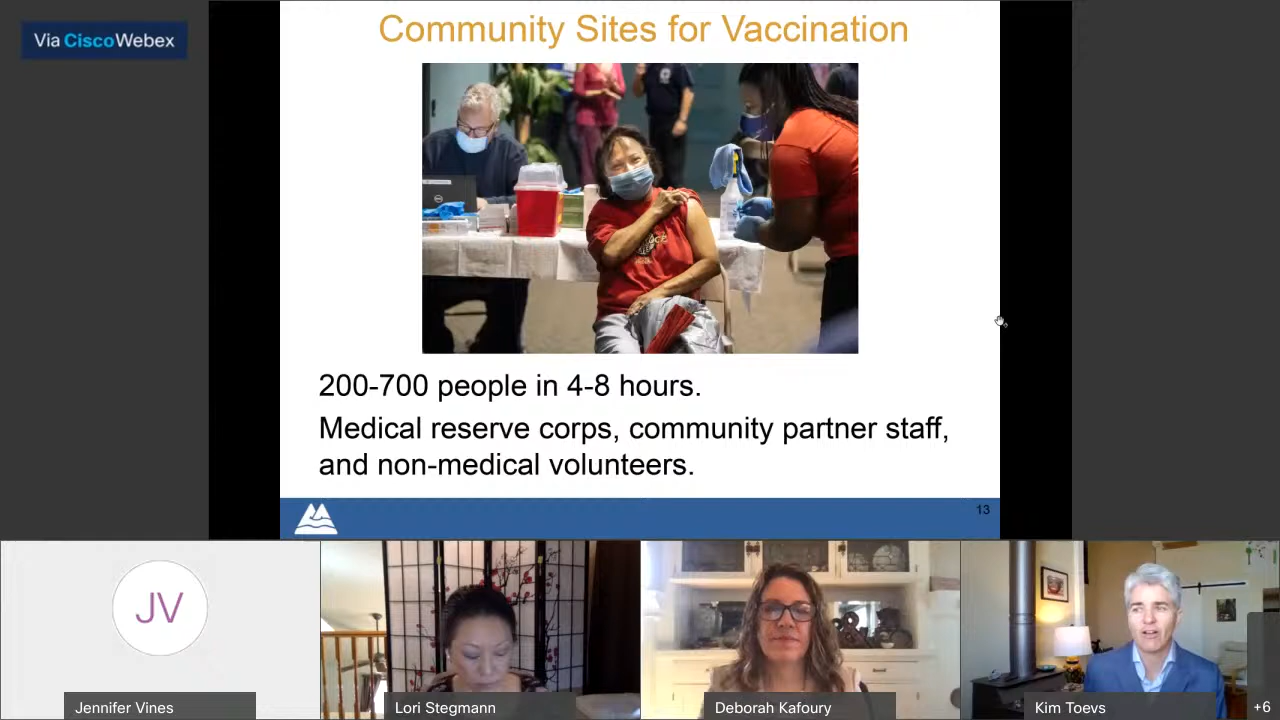 Via CiscoWebex
Community Sites for Vaccination
200-700 people in 4-8 hours.
Medical reserve corps, community partner staff,
and non-medical volunteers.
13
JV
Jennifer Vines
Lori Stegmann
Deborah Kafoury
Kim Toevs
+6